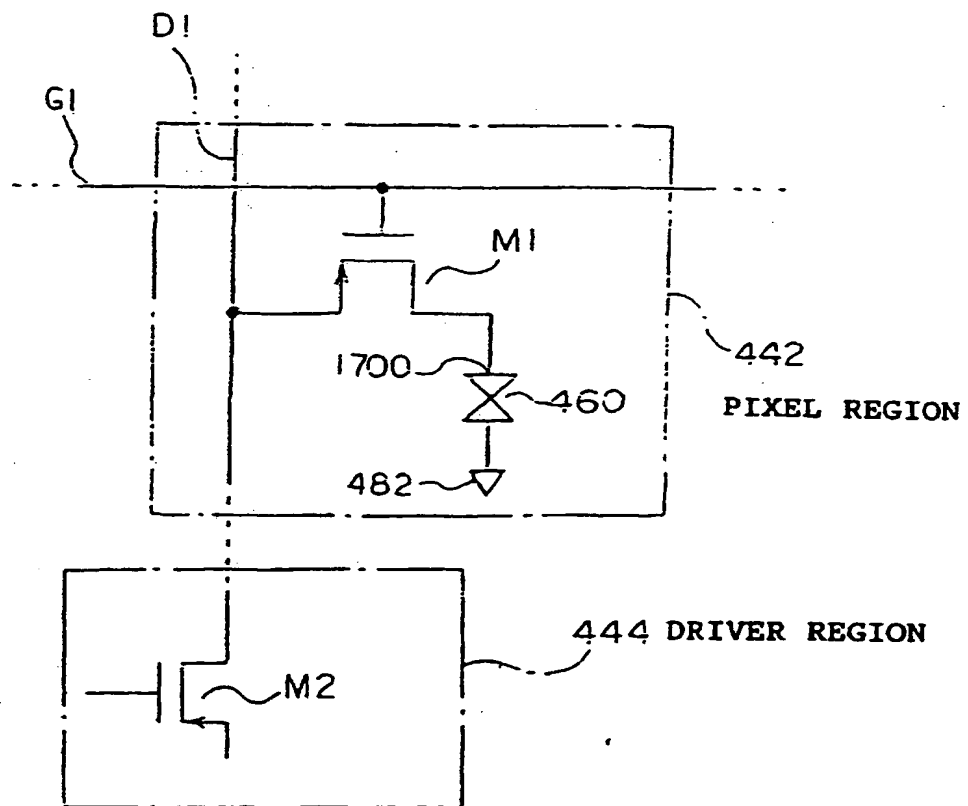 D1
G1
M1
1700
442
460
PIXEL REGION
482
444 DRIVER REGION
M2